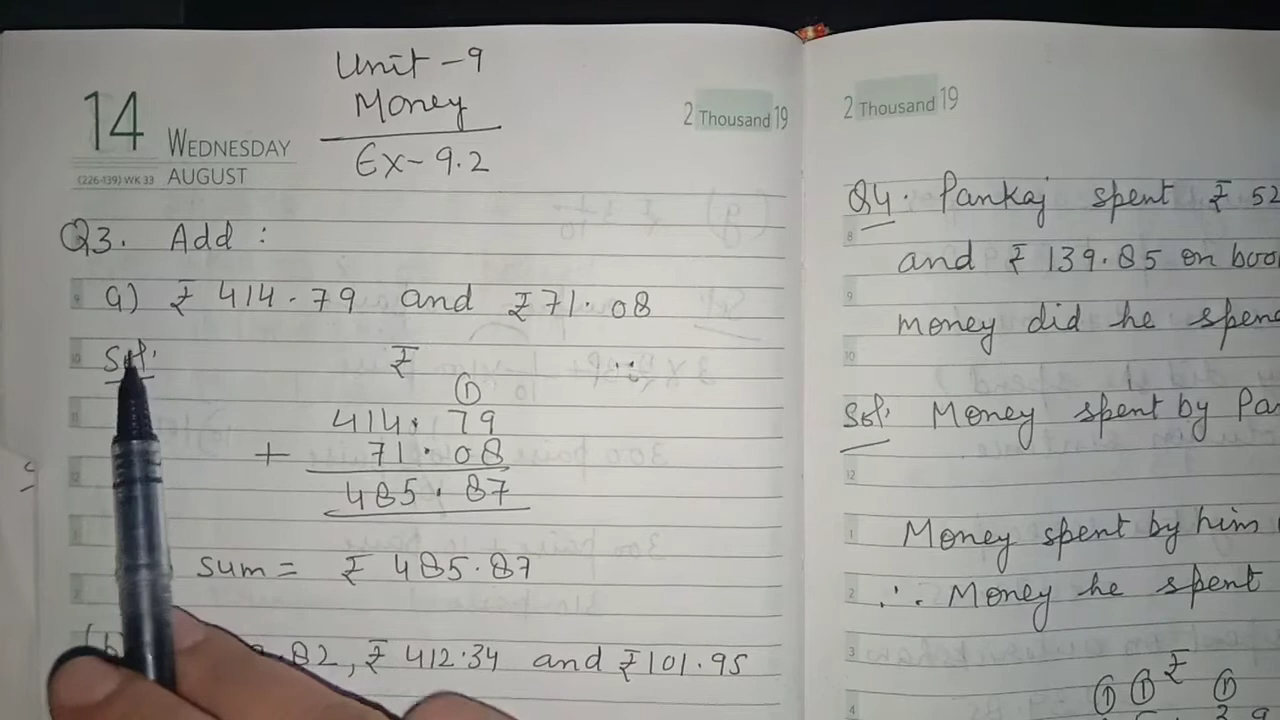 Unit - 9
Money
Ex - 9.2
14 WEDNESDAY
(226-139) WK 33 AUGUST
2 Thousand 19
Q3. Add :
a) ₹ 414.79 and ₹71.08
Sol.
₹
1
414.79
+ 71.08
485.87
sum = ₹ 485.87
.82, ₹ 412.34 and ₹101.95
2 Thousand 19
Q4. Pankaj spent ₹ 52
and ₹ 139.85 on
money did he
Sol. Money spent by
Money spent by him
∴ Money he spent
₹
1 1 1